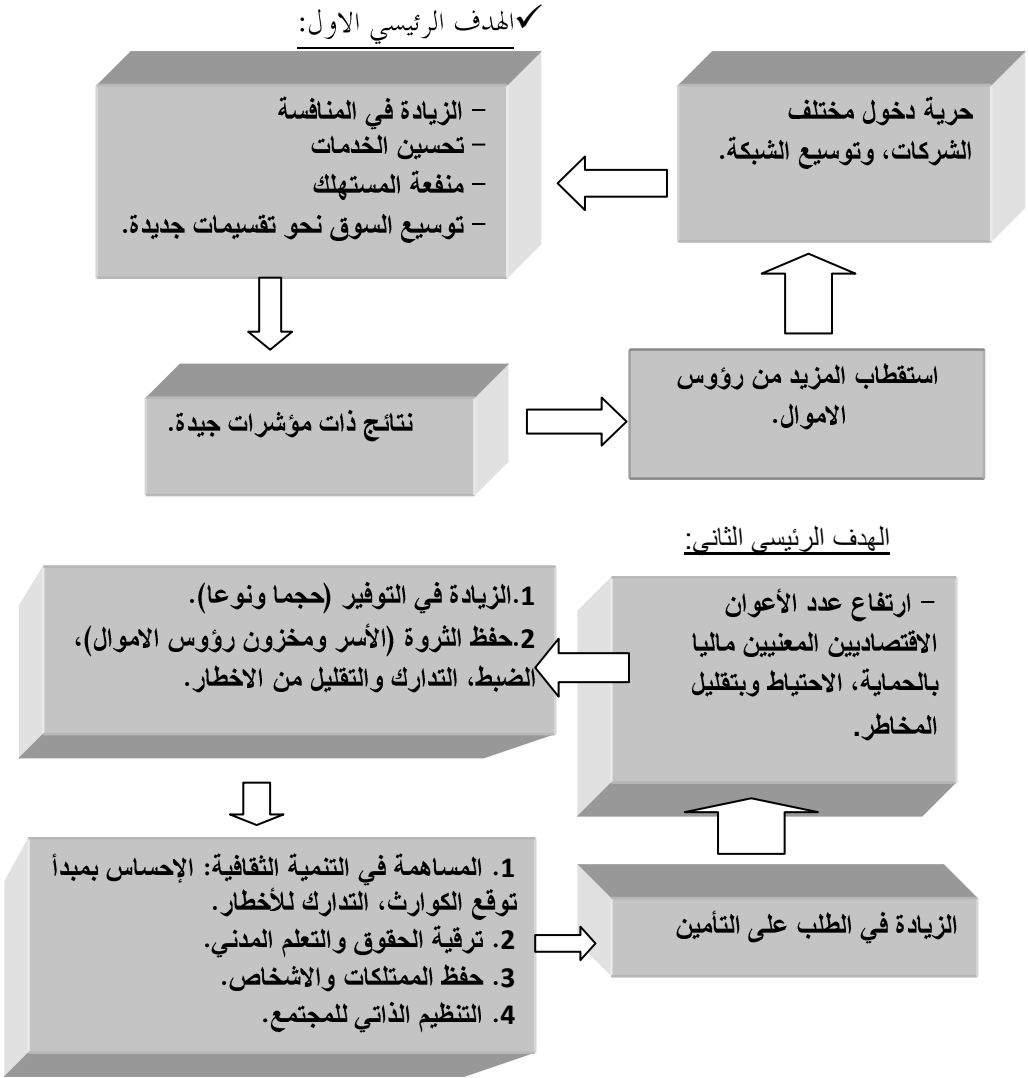 ✓الهدف الرئيسي الاول:
حرية دخول مختلف
الشركات، وتوسيع الشبكة.
– الزيادة في المنافسة
– تحسين الخدمات
– منفعة المستهلك
– توسيع السوق نحو تقسيمات جديدة.
استقطاب المزيد من رؤوس
الاموال.
نتائج ذات مؤشرات جيدة.
الهدف الرئيسي الثاني:
– ارتفاع عدد الأعوان
الاقتصاديين المعنيين ماليا
بالحماية، الاحتياط وبتقليل
المخاطر.
1.الزيادة في التوفير (حجما ونوعا).
2.حفظ الثروة (الأسر ومخزون رؤوس الاموال)،
الضبط، التدارك والتقليل من الاخطار.
1. المساهمة في التنمية الثقافية: الإحساس بمبدأ
توقع الكوارث، التدارك للأخطار.
2. ترقية الحقوق والتعلم المدني.
3. حفظ الممتلكات والاشخاص.
4. التنظيم الذاتي للمجتمع.
الزيادة في الطلب على التأمين